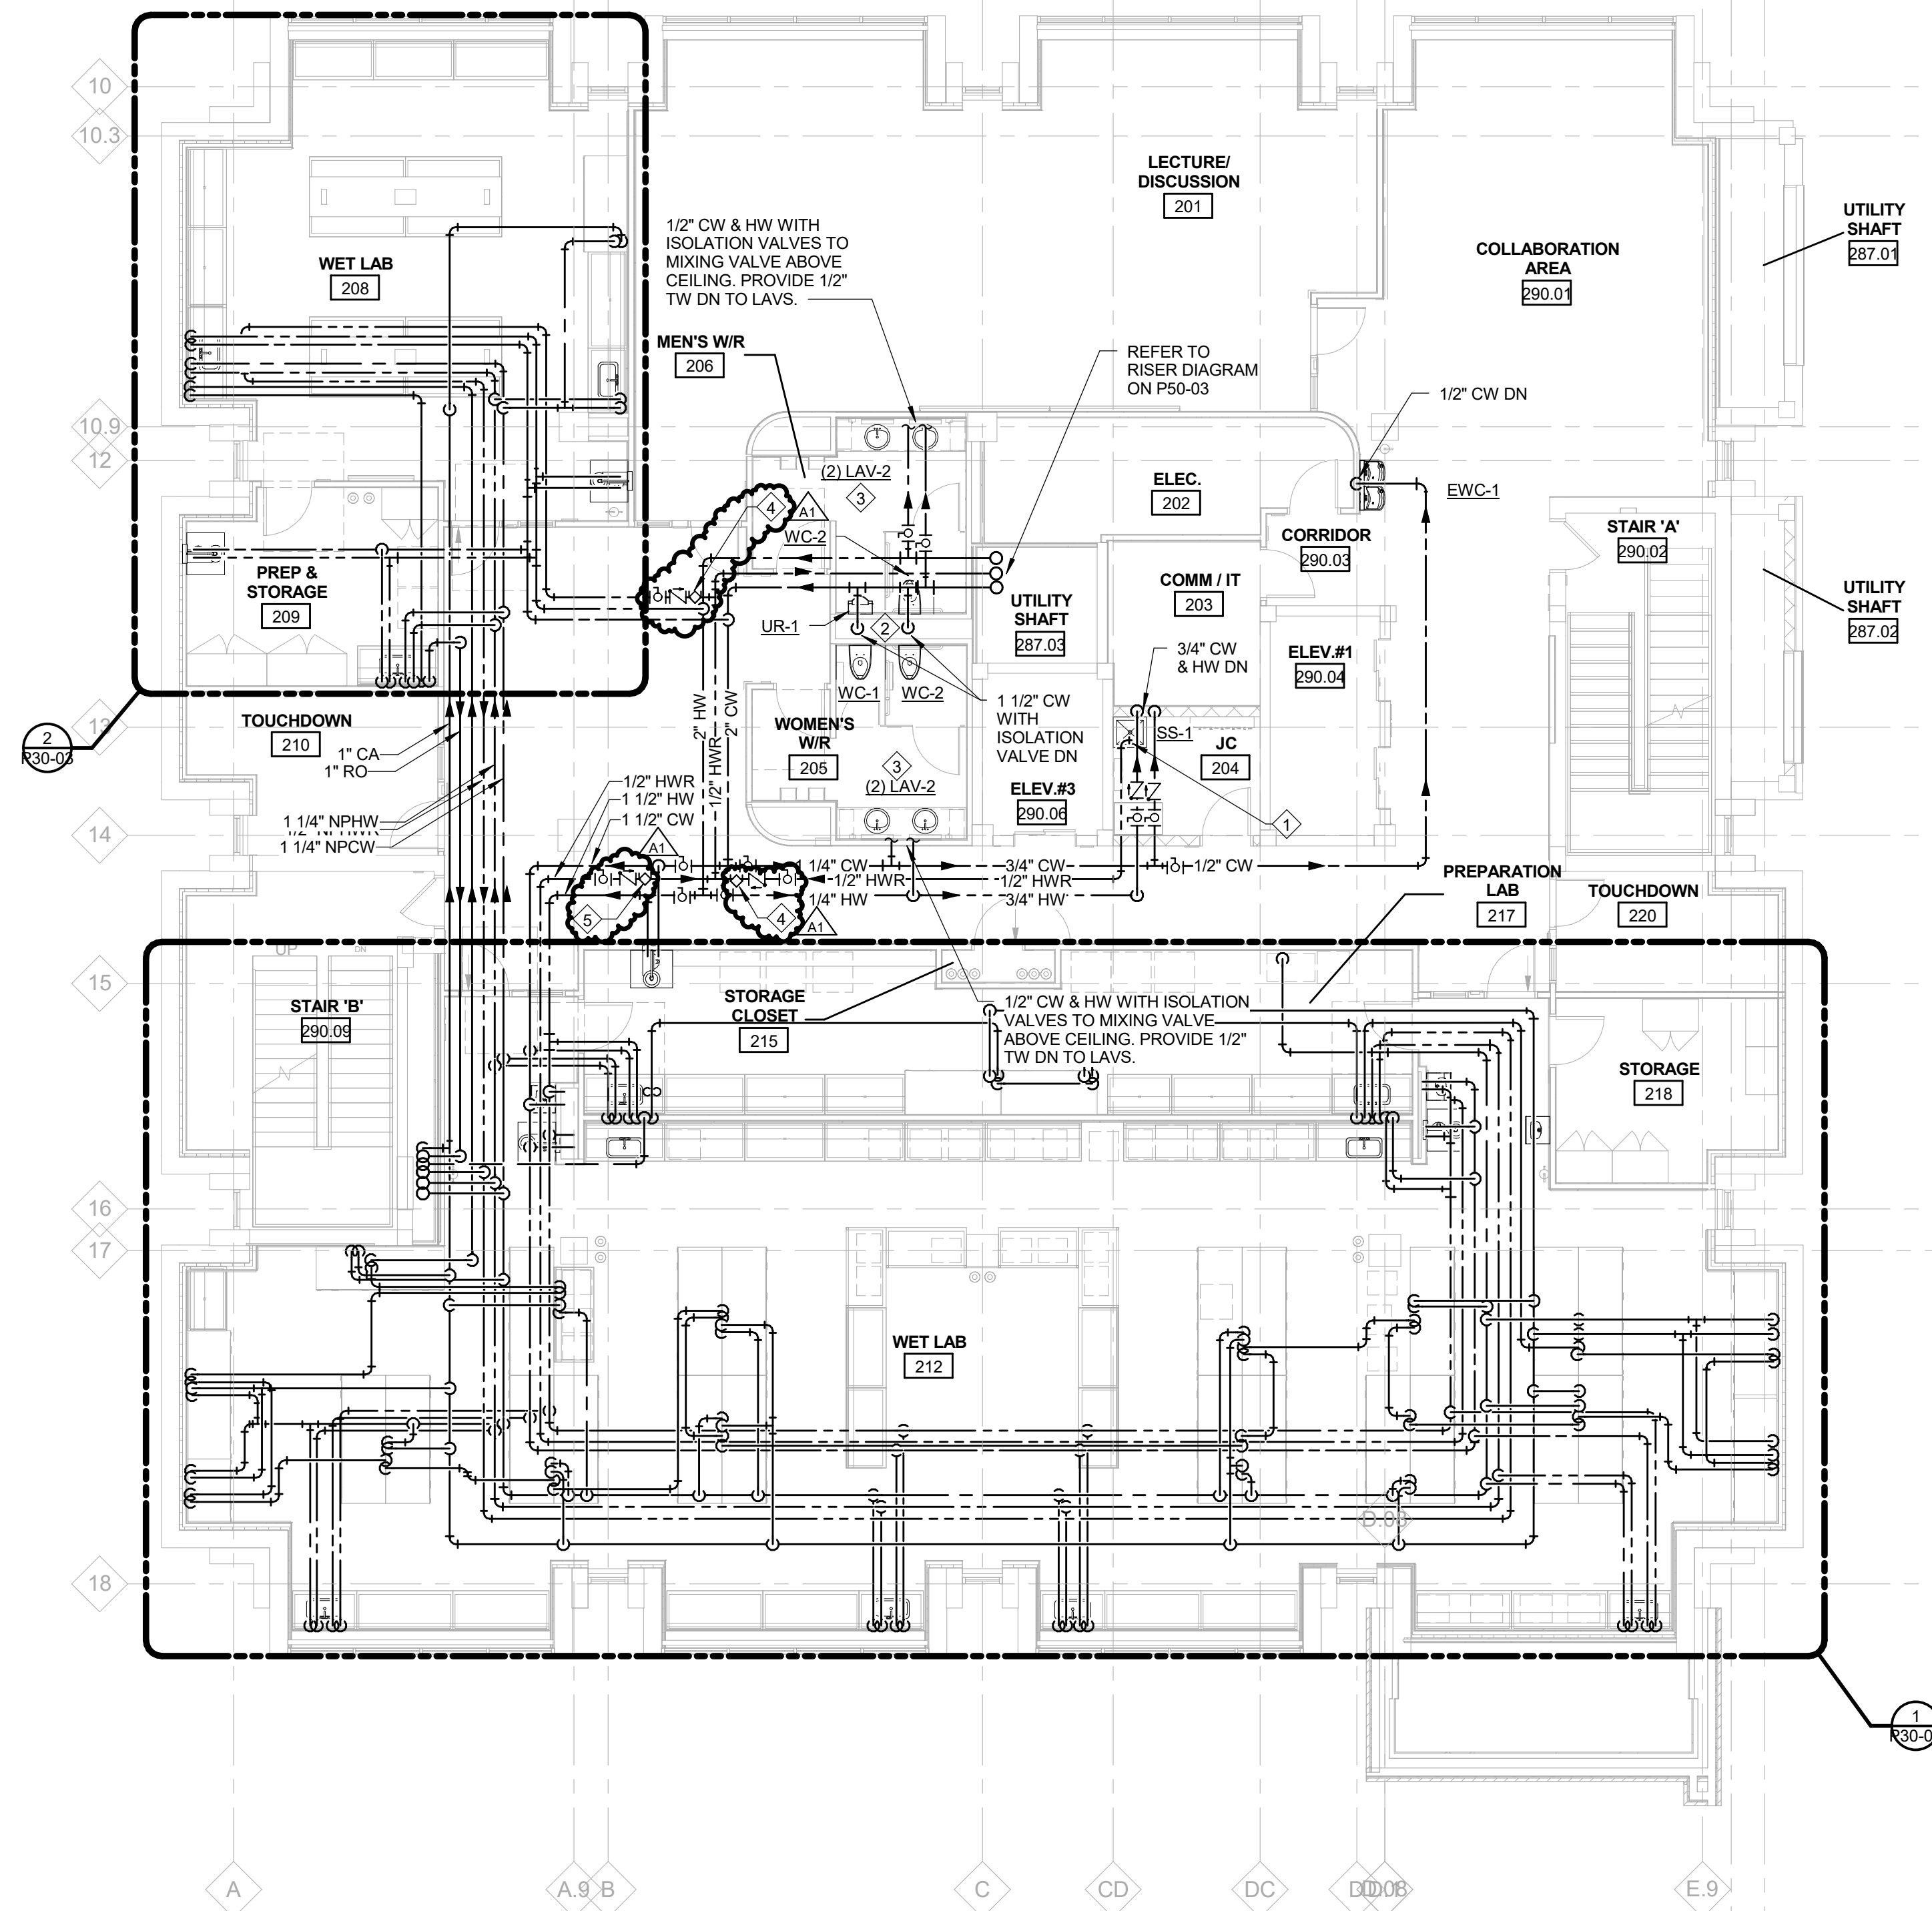 10
10.3
LECTURE/
DISCUSSION
201
UTILITY
SHAFT
287.01
1/2" CW & HW WITH
ISOLATION VALVES TO
MIXING VALVE ABOVE
CEILING. PROVIDE 1/2"
TW DN TO LAVS.
COLLABORATION
AREA
290.01
WET LAB
208
MEN'S W/R
206
REFER TO
RISER DIAGRAM
ON P50-03
1/2" CW DN
10.9
12
(2) LAV-2
3
ELEC.
202
EWC-1
4
A1
WC-2
CORRIDOR
290.03
STAIR 'A'
290.02
PREP &
STORAGE
209
COMM / IT
203
UTILITY
SHAFT
287.03
UTILITY
SHAFT
287.02
UR-1
2
3/4" CW
& HW DN
ELEV.#1
290.04
WC-1
WC-2
2" HW
1/2" HWR
2" CW
1 1/2" CW
WITH
ISOLATION
VALVE DN
13
2
P30-03
TOUCHDOWN
210
1" CA
1" RO
WOMEN'S
W/R
205
SS-1
JC
204
3
(2) LAV-2
ELEV.#3
290.06
1/2" HWR
1 1/2" HW
1 1/2" CW
1 1/4" NPHW
1/2" NPHWR
1 1/4" NPCW
14
1
A1
1 1/4" CW
3/4" CW
1/2" CW
1/2" HWR
1/2" HWR
1/4" HW
3/4" HW
5
4
A1
PREPARATION
LAB
217
TOUCHDOWN
220
UP
DN
15
STAIR 'B'
290.09
STORAGE
CLOSET
215
1/2" CW & HW WITH ISOLATION
VALVES TO MIXING VALVE
ABOVE CEILING. PROVIDE 1/2"
TW DN TO LAVS.
STORAGE
218
16
17
WET LAB
212
D.08
18
1
A
A.9
B
C
CD
DC
D
E.9